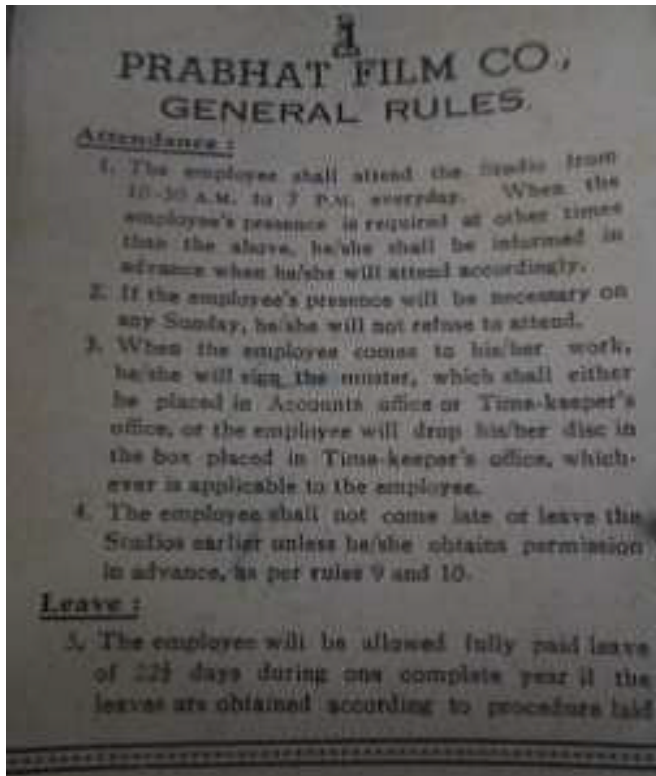 1
PRABHAT FILM CO.,
GENERAL RULES.
Attendance :
1. The employee shall attend the Studio from
10-30 A.M. to 7 P.M. everyday. When the
employee's presence is required at other times
than the above, he/she shall be informed in
advance when he/she will attend accordingly.
2. If the employee's presence will be necessary on
any Sunday, he/she will not refuse to attend.
3. When the employee comes to his/her work,
he/she will sign the muster, which shall either
be placed in Accounts office or Time-keeper's
office, or the employee will drop his/her disc in
the box placed in Time-keeper's office, which-
ever is applicable to the employee.
4. The employee shall not come late or leave the
Studios earlier unless he/she obtains permission
in advance, as per rules 9 and 10.
Leave :
5. The employee will be allowed fully paid leave
of 22½ days during one complete year if the
leaves are obtained according to procedure laid